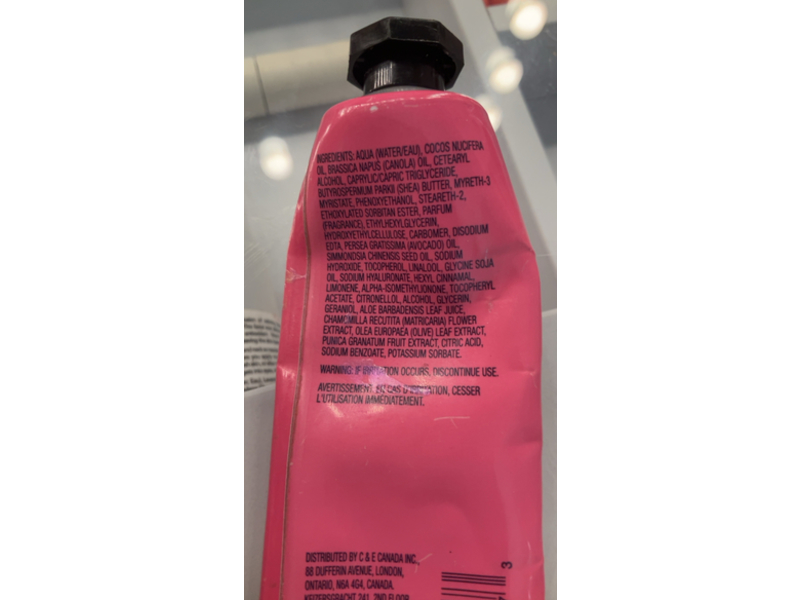 INGREDIENTS: AQUA (WATER/EAU), COCOS NUCIFERA
OIL, BRASSICA NAPUS (CANOLA) OIL, CETEARYL
ALCOHOL, CAPRYLIC/CAPRIC TRIGLYCERIDE,
BUTYROSPERMUM PARKII (SHEA) BUTTER, MYRETH-3
MYRISTATE, PHENOXYETHANOL, STEARETH-2,
ETHOXYLATED SORBITAN ESTER, PARFUM
(FRAGRANCE), ETHYLHEXYLGLYCERIN,
HYDROXYETHYLCELLULOSE, CARBOMER, DISODIUM
EDTA, PERSEA GRATISSIMA (AVOCADO) OIL,
SIMMONDSIA CHINENSIS SEED OIL, SODIUM
HYDROXIDE, TOCOPHEROL, LINALOOL, GLYCINE SOJA
OIL, SODIUM HYALURONATE, HEXYL CINNAMAL,
LIMONENE, ALPHA-ISOMETHYLIONONE, TOCOPHERYL
ACETATE, CITRONELLOL, ALCOHOL, GLYCERIN,
GERANIOL, ALOE BARBADENSIS LEAF JUICE,
CHAMOMILLA RECUTITA (MATRICARIA) FLOWER
EXTRACT, OLEA EUROPAEA (OLIVE) LEAF EXTRACT,
PUNICA GRANATUM FRUIT EXTRACT, CITRIC ACID,
SODIUM BENZOATE, POTASSIUM SORBATE.
WARNING: IF IRRITATION OCCURS, DISCONTINUE USE.
AVERTISSEMENT: EN CAS D'IRRITATION, CESSER
L'UTILISATION IMMÉDIATEMENT.
DISTRIBUTED BY C & E CANADA INC.,
88 DUFFERIN AVENUE, LONDON,
ONTARIO, N6A 4G4, CANADA.
KEIZERSGRACHT 241, 2ND FLOOR
3